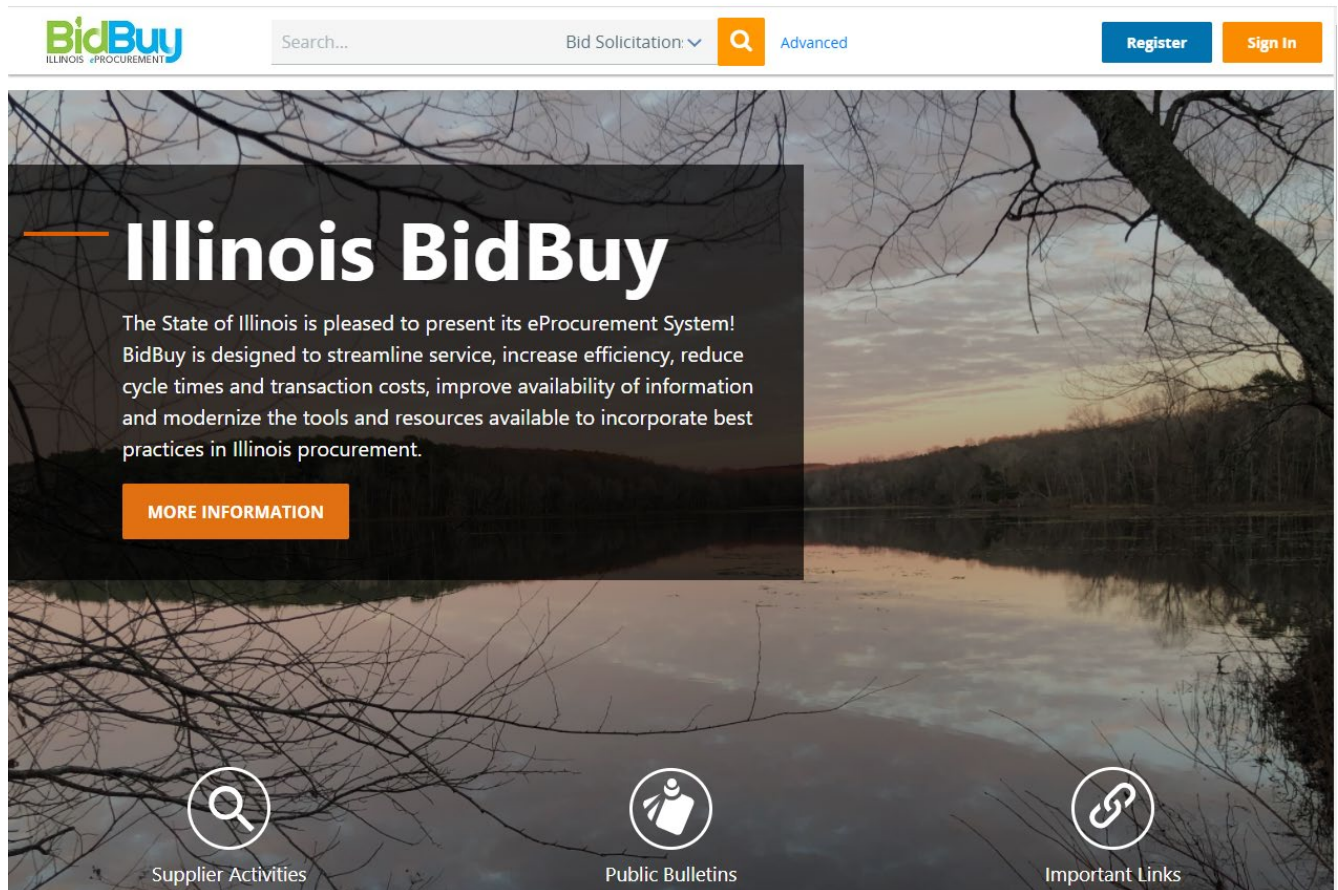 BidBuy
ILLINOIS ePROCUREMENT
Search...
Bid Solicitation:
Advanced
Register
Sign In
Illinois BidBuy
The State of Illinois is pleased to present its eProcurement System!
BidBuy is designed to streamline service, increase efficiency, reduce
cycle times and transaction costs, improve availability of information
and modernize the tools and resources available to incorporate best
practices in Illinois procurement.
MORE INFORMATION
Supplier Activities
Public Bulletins
Important Links